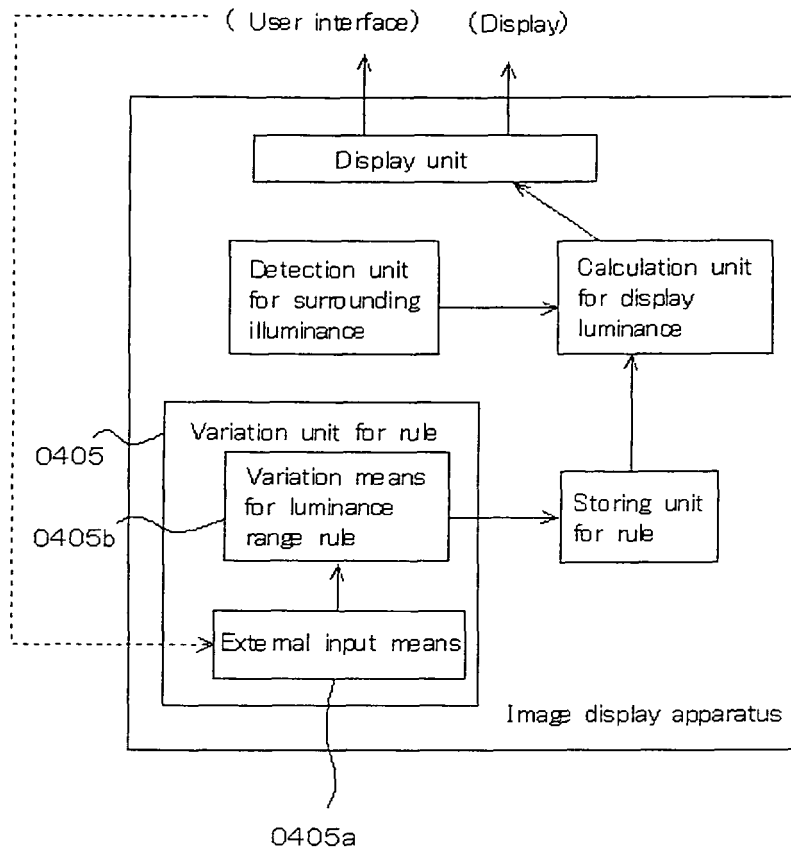 ( User interface)
(Display)
Display unit
Detection unit
for surrounding
illuminance
Calculation unit
for display
luminance
0405
Variation unit for rule
0405b
Variation means
for luminance
range rule
Storing unit
for rule
External input means
Image display apparatus
0405a